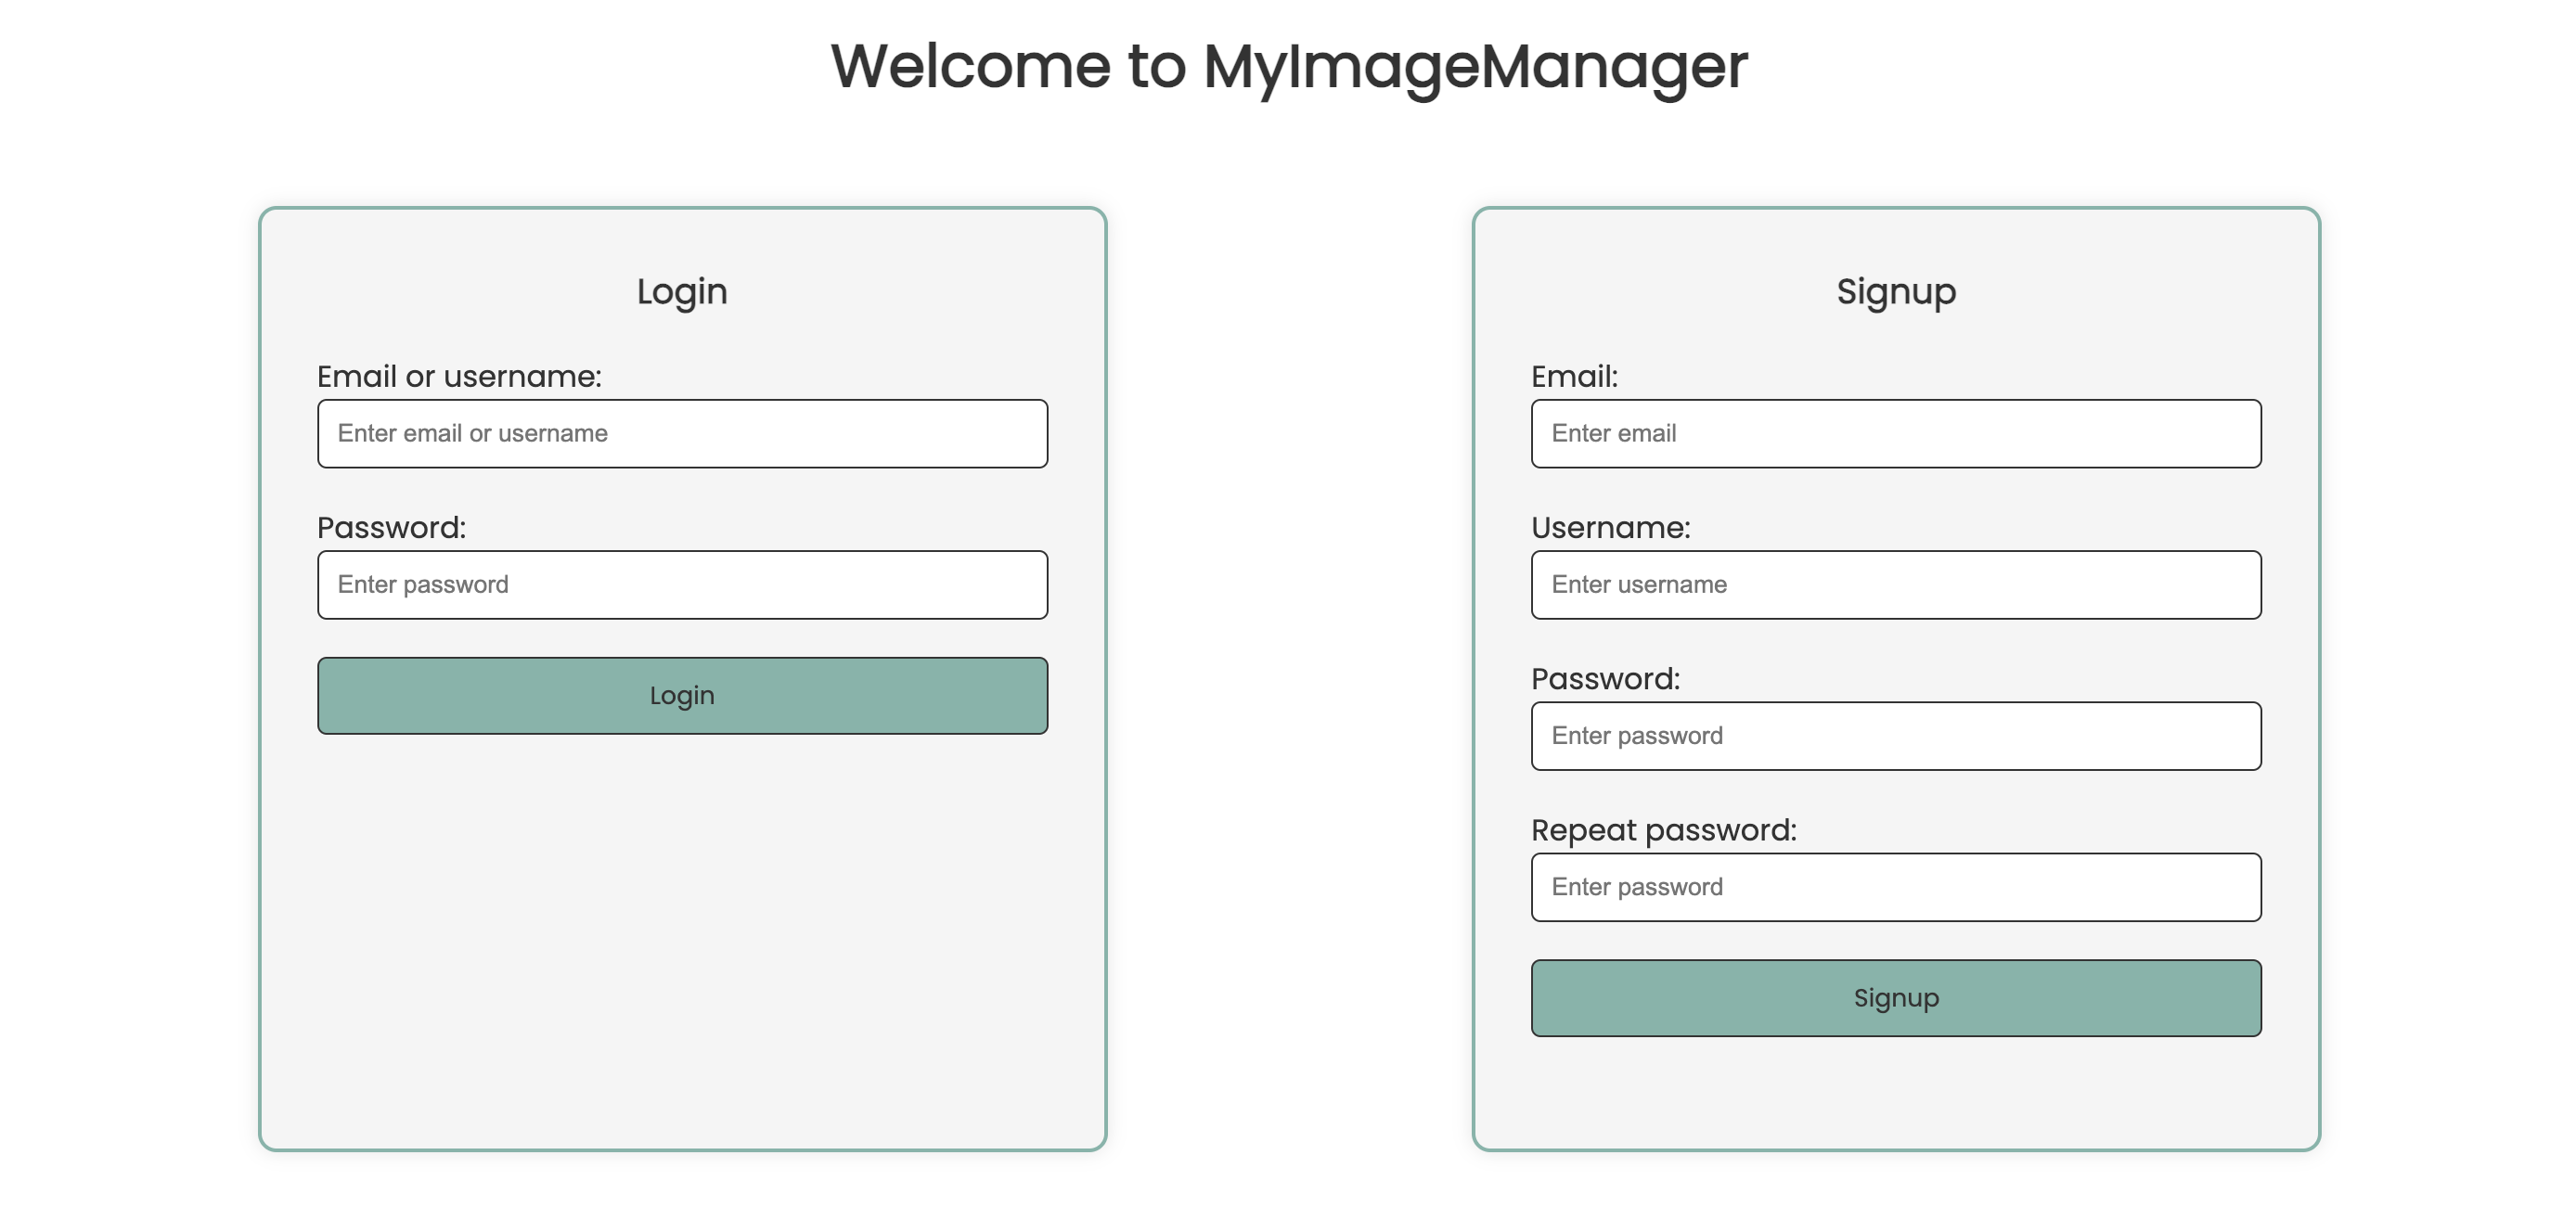 Welcome to MyImageManager
Login
Email or username:
Enter email or username
Password:
Enter password
Login
Signup
Email:
Enter email
Username:
Enter username
Password:
Enter password
Repeat password:
Enter password
Signup